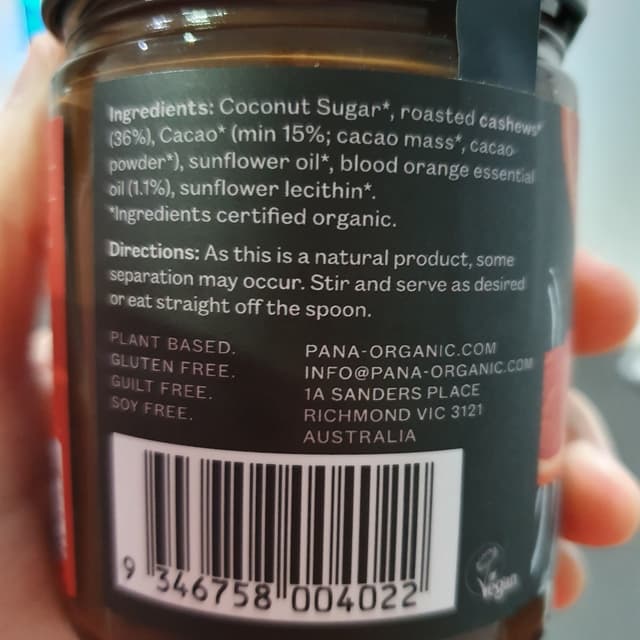 Ingredients: Coconut Sugar*, roasted cashews*
(36%), Cacao* (min 15%; cacao mass*, cacao
powder*), sunflower oil*, blood orange essential
oil (1.1%), sunflower lecithin*.
*Ingredients certified organic.
Directions: As this is a natural product, some
separation may occur. Stir and serve as desired
or eat straight off the spoon.
PLANT BASED.
GLUTEN FREE.
GUILT FREE.
SOY FREE.
PANA-ORGANIC.COM
INFO@PANA-ORGANIC.COM
1A SANDERS PLACE
RICHMOND VIC 3121
AUSTRALIA
9 346758 004022
Vegan